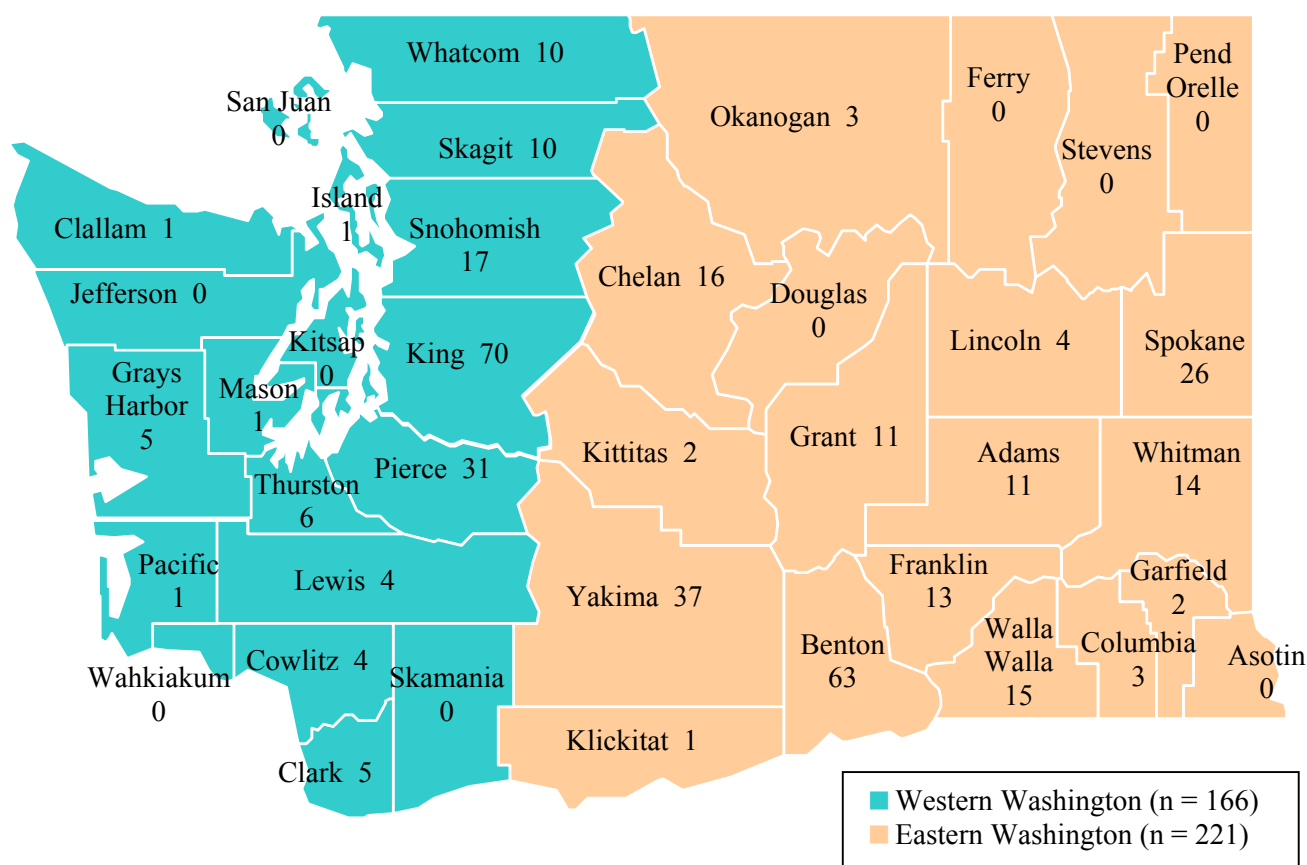 Whatcom 10
San Juan
0
Skagit 10
Okanogan 3
Ferry
0
Pend
Orelle
0
Stevens
0
Island
1
Clallam 1
Snohomish
17
Chelan 16
Douglas
0
Jefferson 0
Kitsap
0
King 70
Lincoln 4
Spokane
26
Grays
Harbor
5
Mason
1
Kittitas 2
Grant 11
Adams
11
Whitman
14
Thurston
6
Pierce 31
Pacific
1
Lewis 4
Yakima 37
Franklin
13
Garfield
2
Benton
63
Walla
Walla
15
Columbia
3
Asotin
0
Wahkiakum
0
Cowlitz 4
Skamania
0
Clark 5
Klickitat 1
Western Washington (n = 166)
Eastern Washington (n = 221)